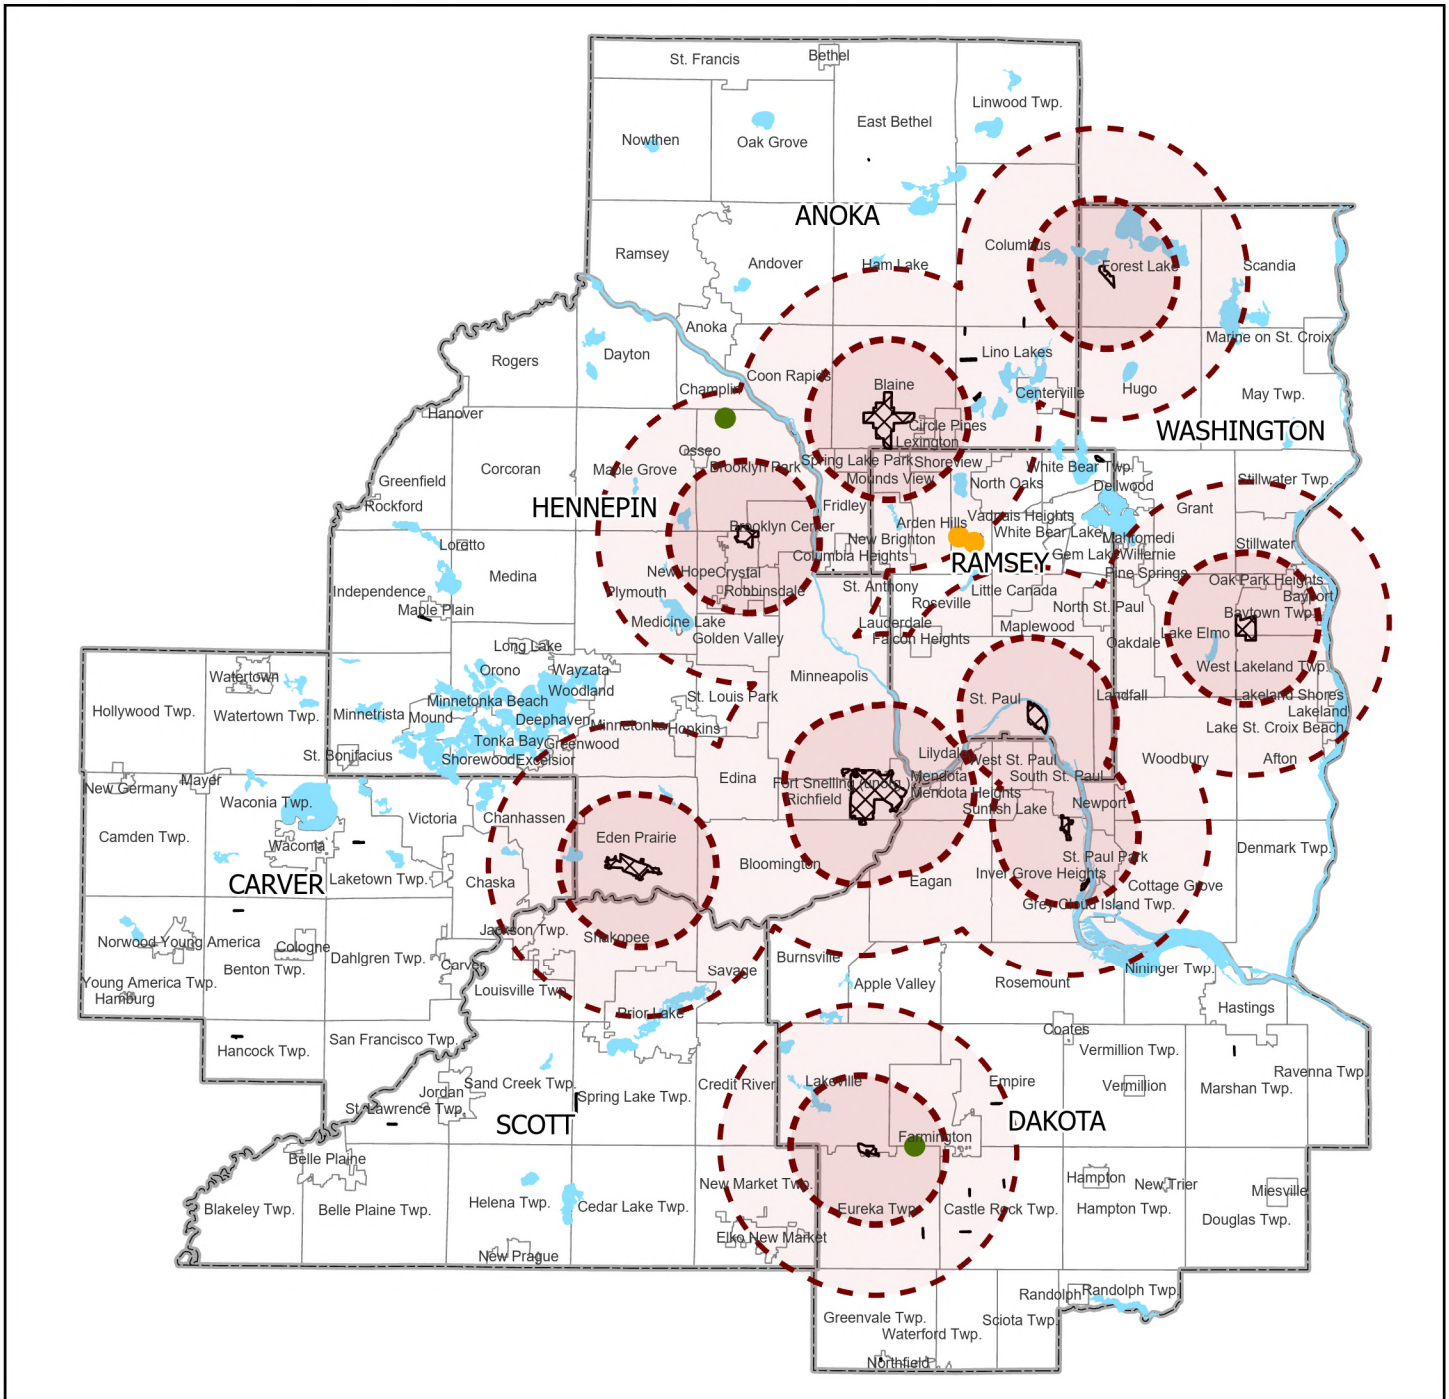 St. Francis
Bethel
Linwood Twp.
East Bethel
Nowthen
Oak Grove
ANOKA
Ramsey
Andover
Ham Lake
Columbus
Forest Lake
Scandia
Anoka
Marine on St. Croix
Rogers
Dayton
Lino Lakes
Coon Rapids
Blaine
Champlin
Centerville
Hugo
May Twp.
Hanover
Circle Pines
WASHINGTON
Lexington
Osseo
Corcoran
Maple Grove
Brooklyn Park
Spring Lake Park
Shoreview
White Bear Twp.
Greenfield
Mounds View
North Oaks
Dellwood
Stillwater Twp.
Rockford
HENNEPIN
Fridley
Grant
Brooklyn Center
Arden Hills
Vadnais Heights
New Brighton
White Bear Lake
Mahtomedi
Loretto
Columbia Heights
RAMSEY
Gem Lake
Willernie
Stillwater
Medina
New Hope
Crystal
Pine Springs
Oak Park Heights
Independence
Plymouth
Robbinsdale
St. Anthony
Little Canada
Bayport
Maple Plain
Roseville
North St. Paul
Baytown Twp.
Medicine Lake
Lauderdale
Maplewood
Lake Elmo
Golden Valley
Falcon Heights
Oakdale
Long Lake
Orono
Wayzata
West Lakeland Twp.
Watertown
Minneapolis
Woodland
St. Louis Park
St. Paul
Landfall
Lakeland Shores
Hollywood Twp.
Watertown Twp.
Minnetrista
Mound
Minnetonka Beach
Deephaven
Minnetonka
Hopkins
Lakeland
Lake St. Croix Beach
St. Bonifacius
Tonka Bay
Greenwood
Shorewood
Excelsior
Lilydale
West St. Paul
Woodbury
Afton
New Germany
Mayer
Edina
Fort Snelling (unorg.)
Mendota
South St. Paul
Waconia Twp.
Richfield
Mendota Heights
Sunfish Lake
Newport
Camden Twp.
Victoria
Chanhassen
Eden Prairie
Waconia
Denmark Twp.
CARVER
Laketown Twp.
Chaska
Bloomington
Eagan
St. Paul Park
Inver Grove Heights
Cottage Grove
Grey Cloud Island Twp.
Norwood Young America
Cologne
Jackson Twp.
Shakopee
Benton Twp.
Dahlgren Twp.
Carver
Savage
Burnsville
Nininger Twp.
Young America Twp.
Hamburg
Louisville Twp.
Apple Valley
Rosemount
Prior Lake
Hastings
San Francisco Twp.
Hancock Twp.
Coates
Vermillion Twp.
Ravenna Twp.
Jordan
Sand Creek Twp.
Spring Lake Twp.
Credit River
Lakeville
Empire
Vermillion
Marshan Twp.
St. Lawrence Twp.
SCOTT
DAKOTA
Farmington
Belle Plaine
New Market Twp.
Hampton
New Trier
Miesville
Blakeley Twp.
Belle Plaine Twp.
Helena Twp.
Cedar Lake Twp.
Eureka Twp.
Castle Rock Twp.
Hampton Twp.
Douglas Twp.
Elko New Market
New Prague
Randolph
Randolph Twp.
Greenvale Twp.
Sciota Twp.
Waterford Twp.
Northfield